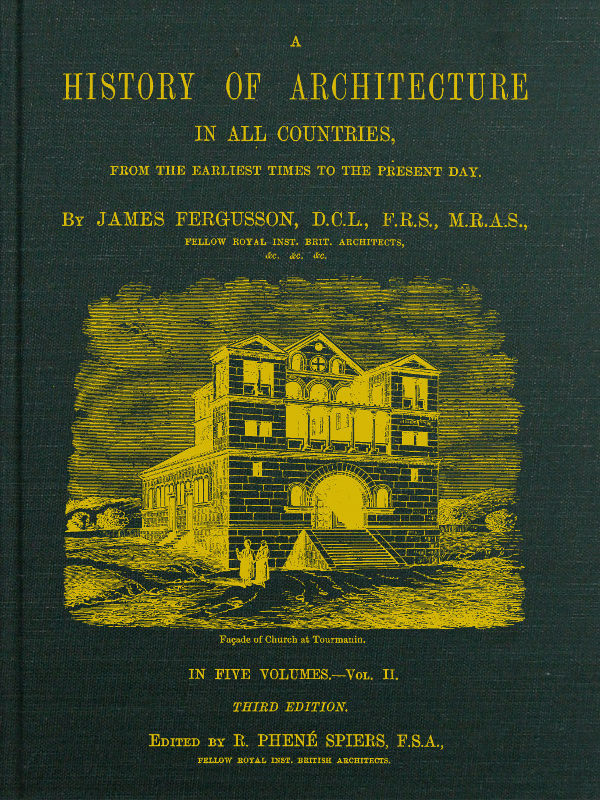 A
HISTORY OF ARCHITECTURE
IN ALL COUNTRIES,
FROM THE EARLIEST TIMES TO THE PRESENT DAY.
BY JAMES FERGUSSON, D.C.L., F.R.S., M.R.A.S.,
FELLOW ROYAL INST. BRIT. ARCHITECTS,
&c. &c. &c.
Façade of Church at Tourmanin.
IN FIVE VOLUMES.—VOL. II.
THIRD EDITION.
EDITED BY R. PHENÉ SPIERS, F.S.A.,
FELLOW ROYAL INST. BRITISH ARCHITECTS.